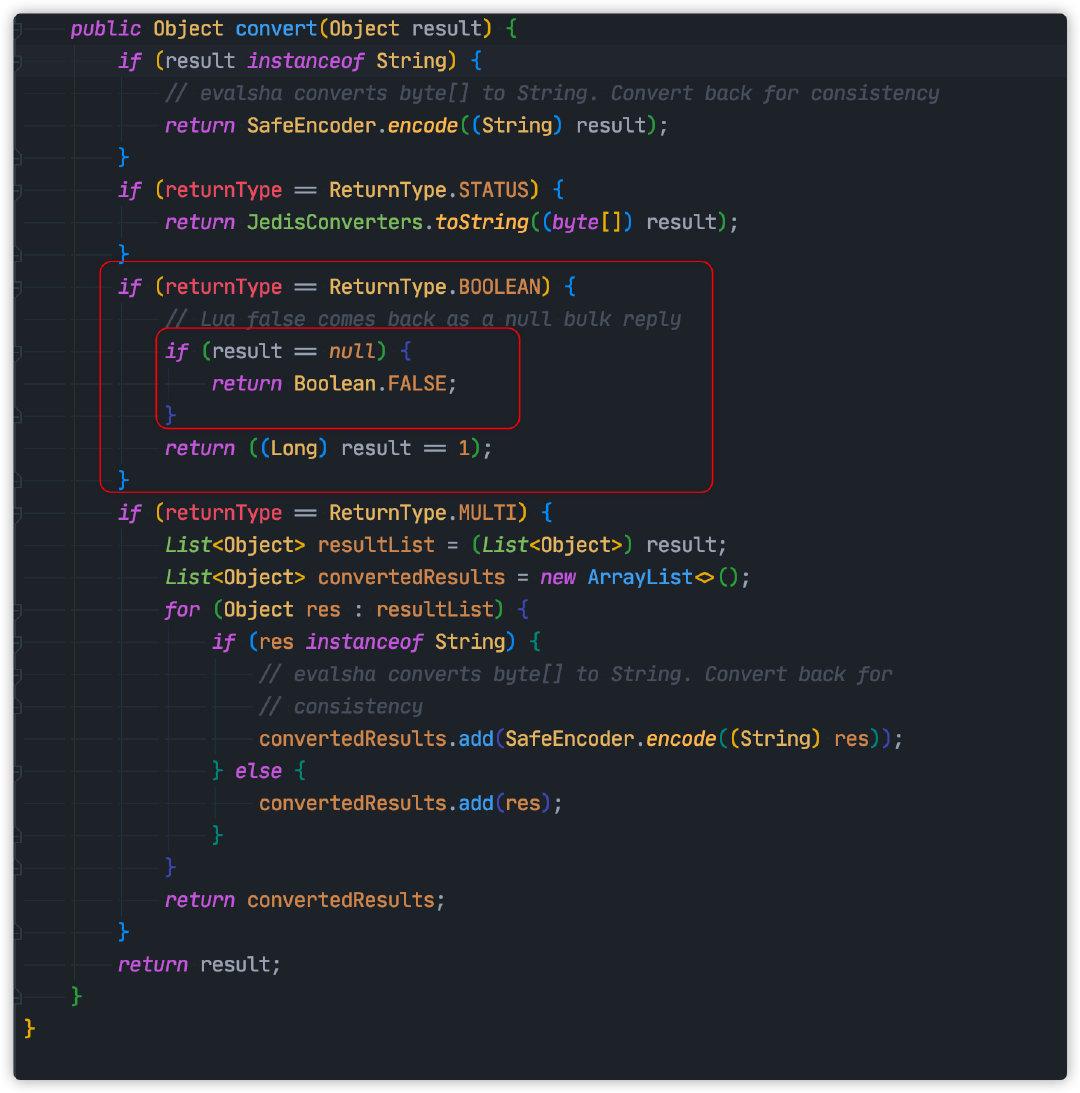 public Object convert(Object result) {
if (result instanceof String) {
// evalsha converts byte[] to String. Convert back for consistency
return SafeEncoder.encode((String) result);
}
if (returnType == ReturnType.STATUS) {
return JedisConverters.toString((byte[]) result);
}
if (returnType == ReturnType.BOOLEAN) {
// Lua false comes back as a null bulk reply
if (result == null) {
return Boolean.FALSE;
}
return ((Long) result == 1);
}
if (returnType == ReturnType.MULTI) {
List<Object> resultList = (List<Object>) result;
List<Object> convertedResults = new ArrayList<>();
for (Object res : resultList) {
if (res instanceof String) {
// evalsha converts byte[] to String. Convert back for
// consistency
convertedResults.add(SafeEncoder.encode((String) res));
} else {
convertedResults.add(res);
}
}
return convertedResults;
}
return result;
}
}